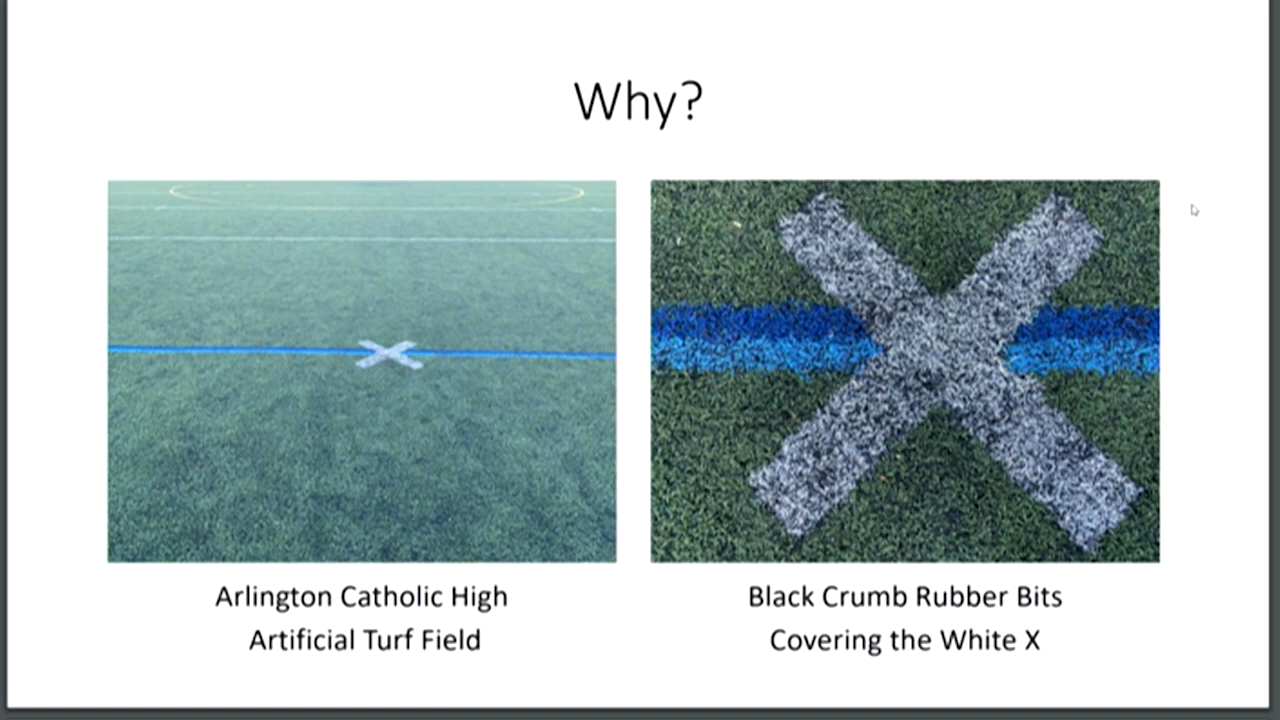 Why?
Arlington Catholic High
Artificial Turf Field
Black Crumb Rubber Bits
Covering the White X